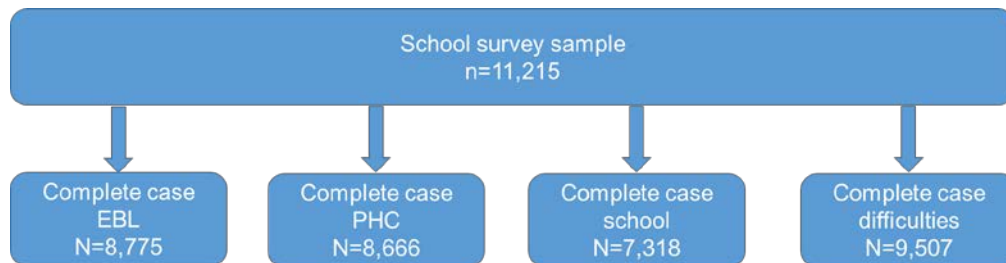 School survey sample
n=11,215
Complete case
EBL
N=8,775
Complete case
PHC
N=8,666
Complete case
school
N=7,318
Complete case
difficulties
N=9,507